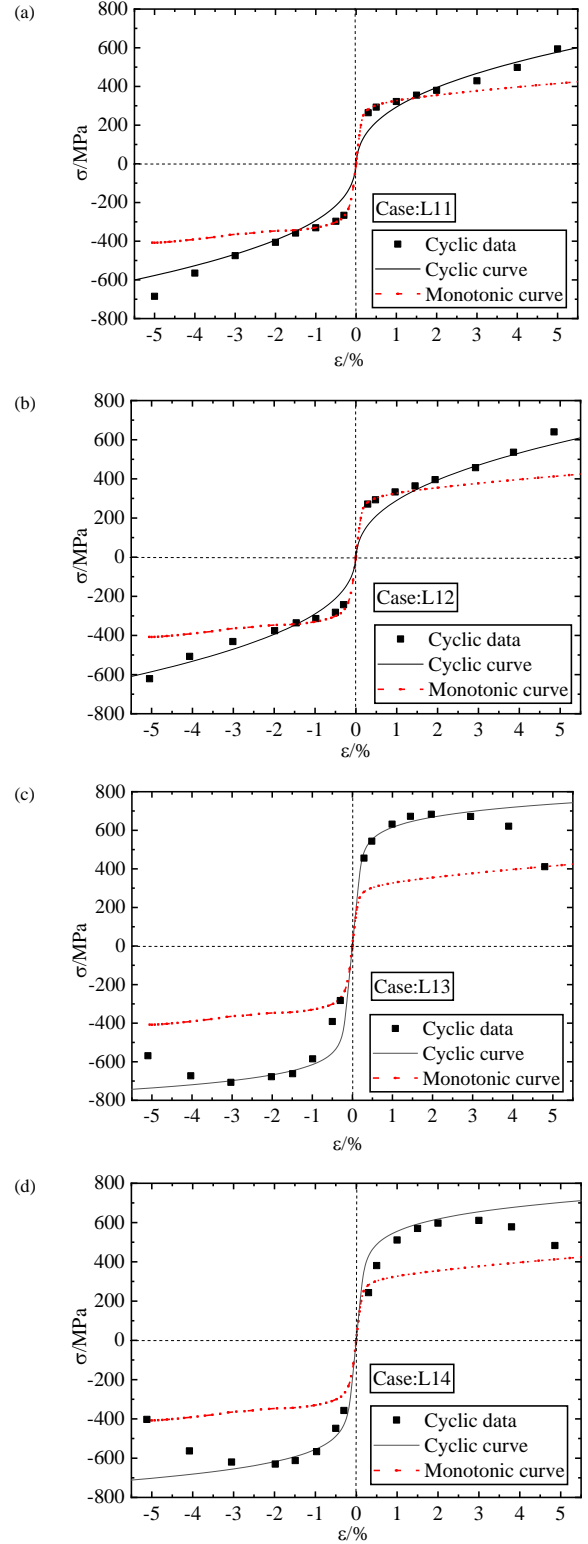 (a)
800
600
400
200
0
-200
-400
-600
-800
σ/MPa
Case:L11
Cyclic data
Cyclic curve
Monotonic curve
-5 -4 -3 -2 -1 0 1 2 3 4 5
ε/%
(b)
800
600
400
200
0
-200
-400
-600
800
σ/MPa
Case:L12
Cyclic data
Cyclic curve
Monotonic curve
-5 -4 -3 -2 -1 0 1 2 3 4 5
ε/%
(c)
800
600
400
200
0
-200
-400
-600
-800
σ/MPa
Case:L13
Cyclic data
Cyclic curve
Monotonic curve
-5 -4 -3 -2 -1 0 1 2 3 4 5
ε/%
(d)
800
600
400
200
0
-200
-400
-600
-800
σ/MPa
Case:L14
Cyclic data
Cyclic curve
Monotonic curve
-5 -4 -3 -2 -1 0 1 2 3 4 5
ε/%